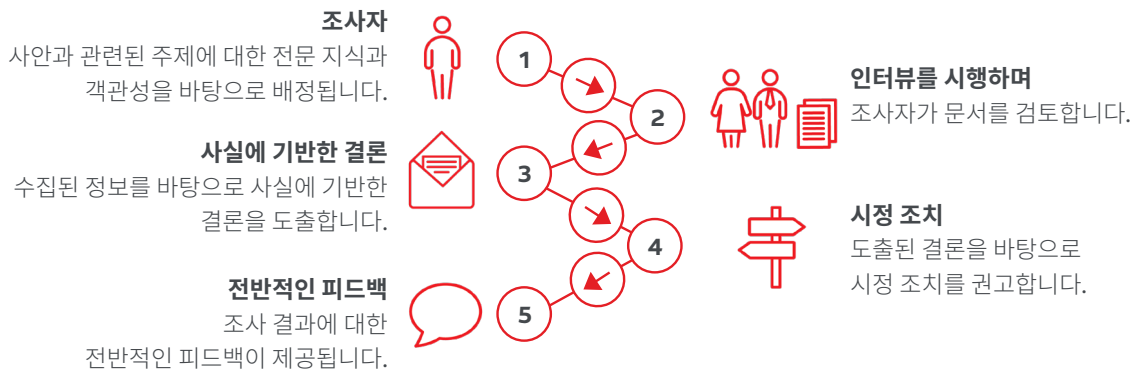 조사자
사안과 관련된 주제에 대한 전문 지식과
객관성을 바탕으로 배정됩니다.
1
2
인터뷰를 시행하며
조사자가 문서를 검토합니다.
사실에 기반한 결론
수집된 정보를 바탕으로 사실에 기반한
결론을 도출합니다.
3
4
시정 조치
도출된 결론을 바탕으로
시정 조치를 권고합니다.
전반적인 피드백
조사 결과에 대한
전반적인 피드백이 제공됩니다.
5